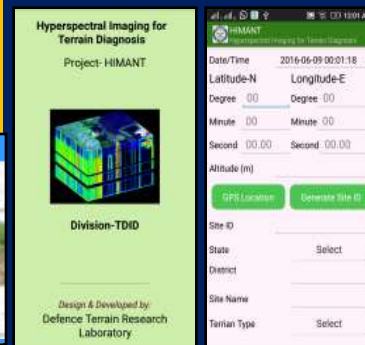 Hyperspectral Imaging for
Terrain Diagnosis
Project- HIMANT
Division-TDID
Design & Developed by:
Defence Terrain Research
Laboratory
HIMANT
Hyperspectral Imaging for Terrain Diagnosis
Date/Time 2016-06-09 00:01:18
Latitude-N Longitude-E
Degree 00 Degree 00
Minute 00 Minute 00
Second 00.00 Second 00.00
Altitude (m)
GPS Location Generate Site ID
Site ID
State Select
District
Site Name
Terrian Type Select